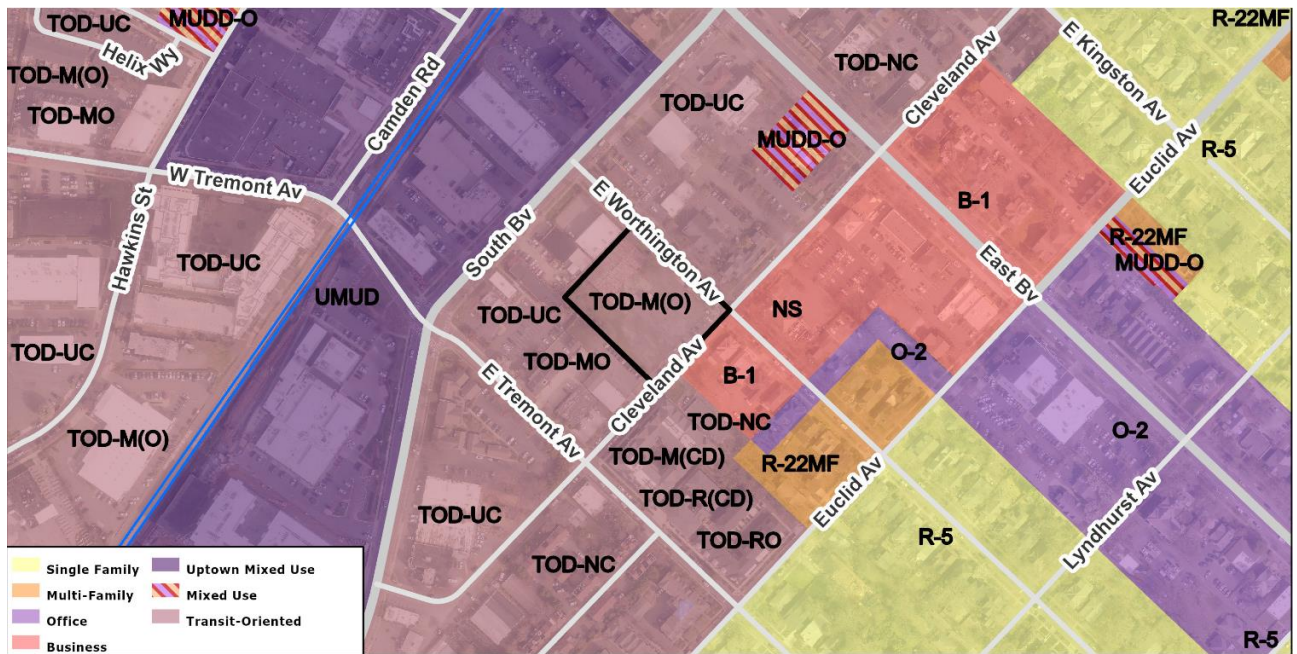 TOD-UC
MUDD-O
R-22MF
Helix Wy
TOD-M(O)
TOD-MO
Camden Rd
TOD-NC
Cleveland Av
E Kingston Av
TOD-UC
MUDD-O
Euclid Av
R-5
W Tremont Av
Hawkins St
E Worthington Av
B-1
TOD-UC
South Bv
R-22MF
MUDD-O
East Bv
UMUD
TOD-M(O)
TOD-UC
NS
TOD-UC
TOD-MO
Cleveland Av
B-1
O-2
E Tremont Av
TOD-NC
O-2
TOD-M(O)
TOD-M(CD)
R-22MF
TOD-R(CD)
Euclid Av
Lyndhurst Av
TOD-UC
TOD-RO
R-5
TOD-NC
Single Family
Uptown Mixed Use
Multi-Family
Mixed Use
Office
Transit-Oriented
Business
R-5